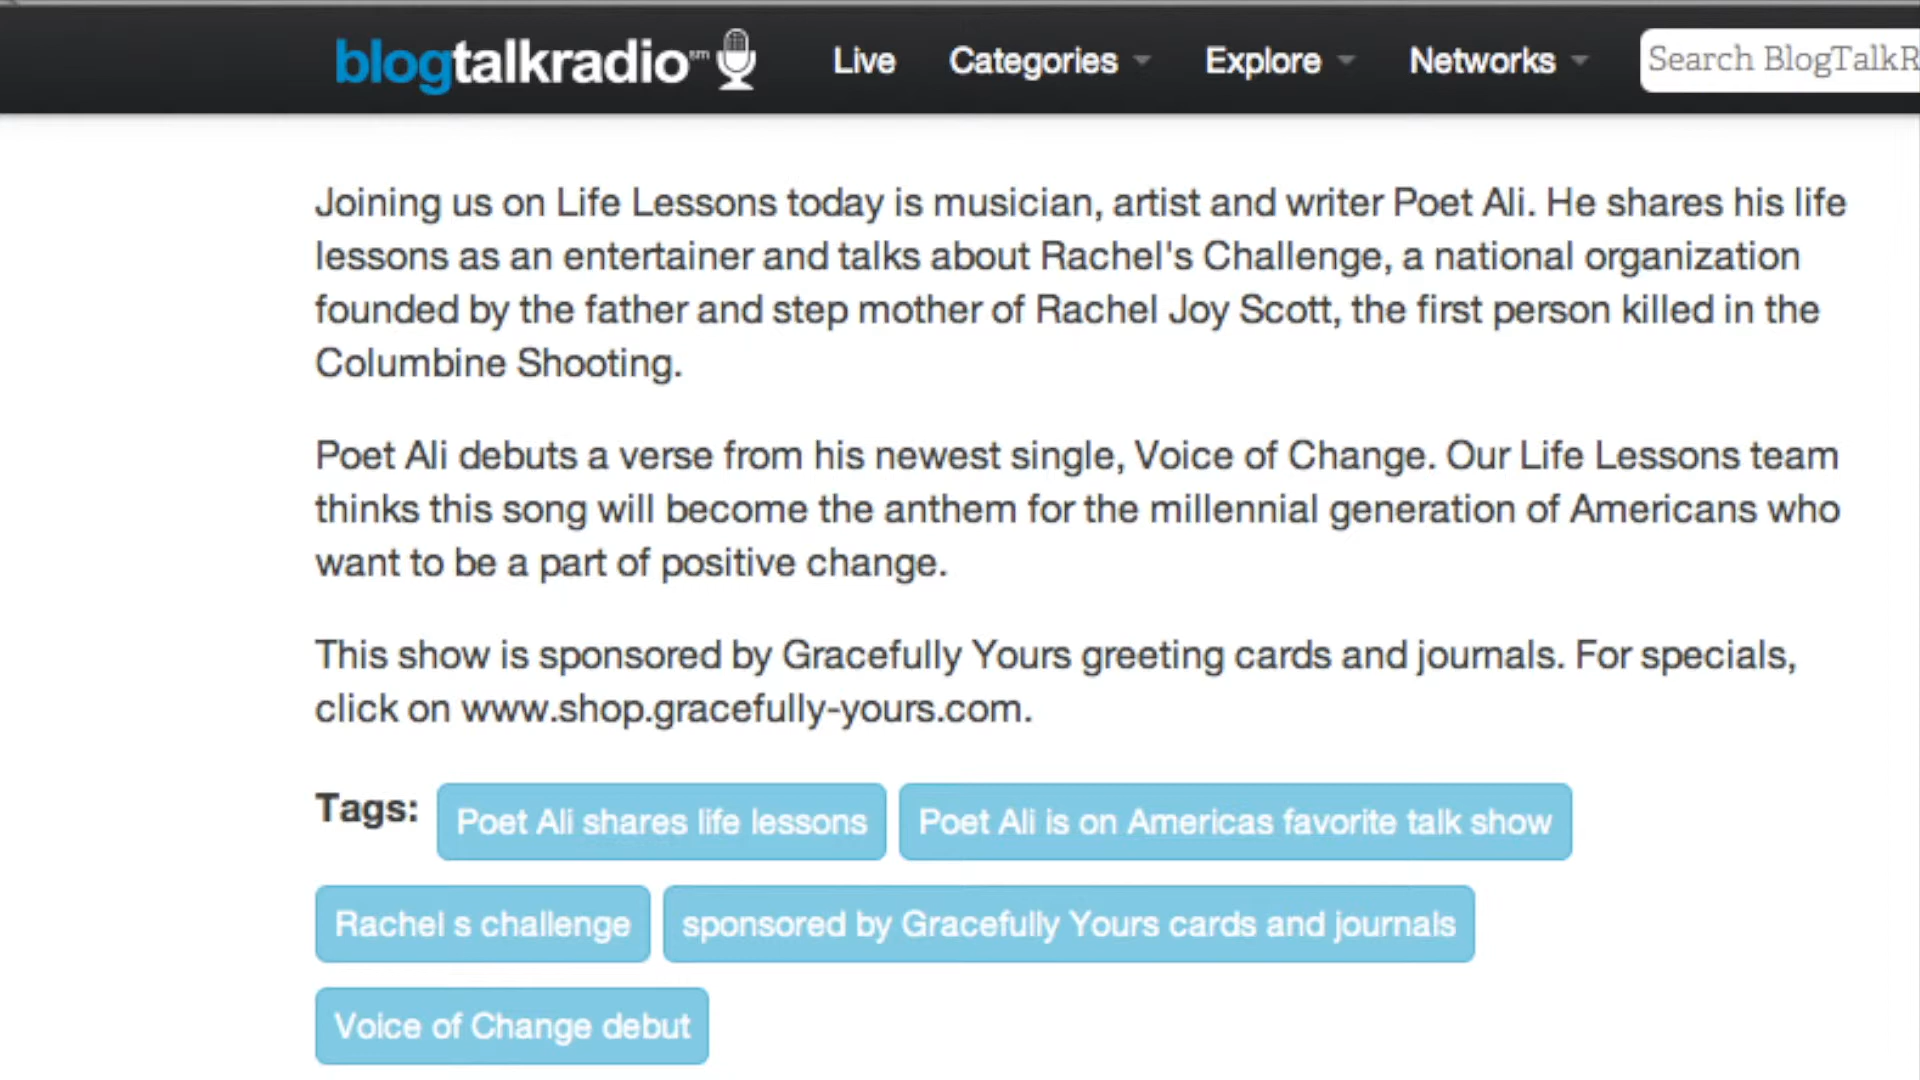 blogtalkradio℠ Live Categories Explore Networks Search BlogTalkR
Joining us on Life Lessons today is musician, artist and writer Poet Ali. He shares his life
lessons as an entertainer and talks about Rachel's Challenge, a national organization
founded by the father and step mother of Rachel Joy Scott, the first person killed in the
Columbine Shooting.
Poet Ali debuts a verse from his newest single, Voice of Change. Our Life Lessons team
thinks this song will become the anthem for the millennial generation of Americans who
want to be a part of positive change.
This show is sponsored by Gracefully Yours greeting cards and journals. For specials,
click on www.shop.gracefully-yours.com.
Tags: Poet Ali shares life lessons Poet Ali is on Americas favorite talk show
Rachel s challenge sponsored by Gracefully Yours cards and journals
Voice of Change debut